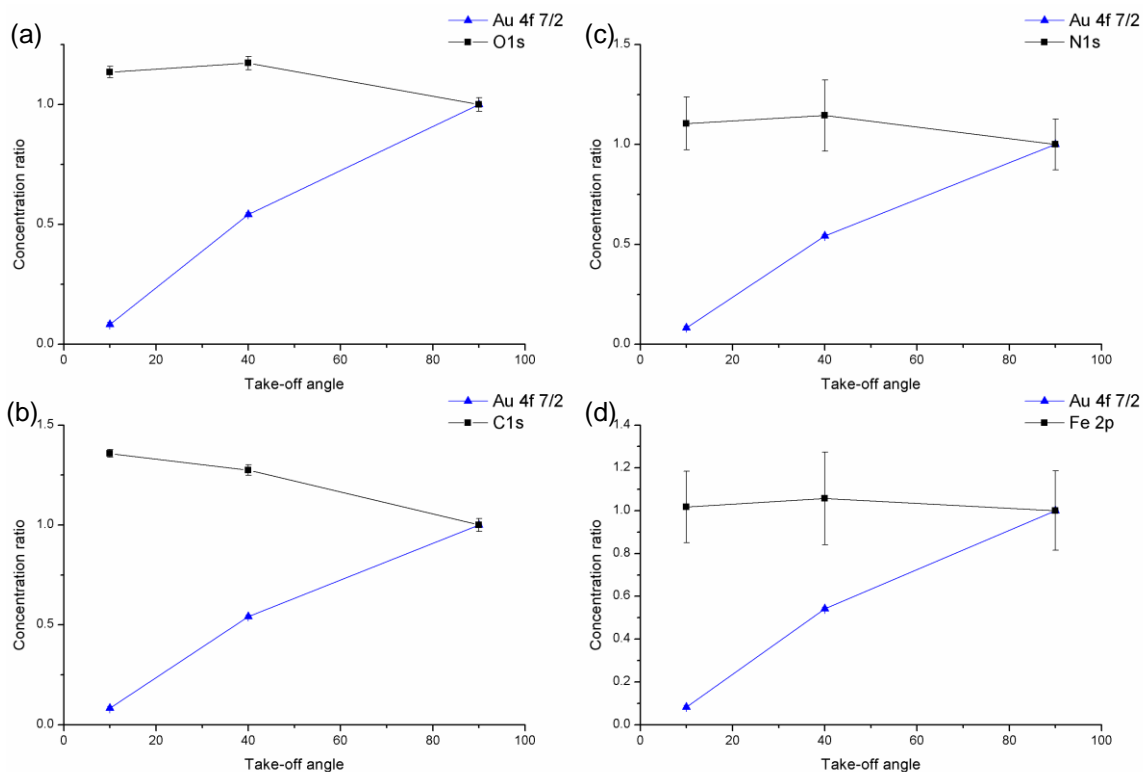 (a)
Au 4f 7/2
O1s
Concentration ratio
1.0
0.5
0.0
0 20 40 60 80 100
Take-off angle
(c)
Au 4f 7/2
N1s
Concentration ratio
1.5
1.0
0.5
0.0
0 20 40 60 80 100
Take-off angle
(b)
Au 4f 7/2
C1s
Concentration ratio
1.5
1.0
0.5
0.0
0 20 40 60 80 100
Take-off angle
(d)
Au 4f 7/2
Fe 2p
Concentration ratio
1.4
1.2
1.0
0.8
0.6
0.4
0.2
0.0
0 20 40 60 80 100
Take-off angle